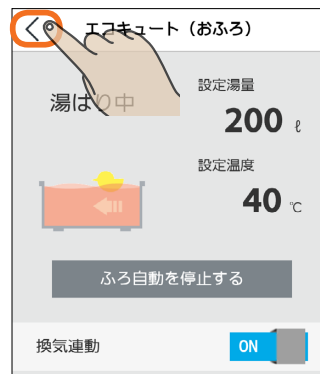 エコキュート（おふろ）
湯はり中
設定湯量
200 ℓ
設定温度
40 ℃
ふろ自動を停止する
換気連動
ON